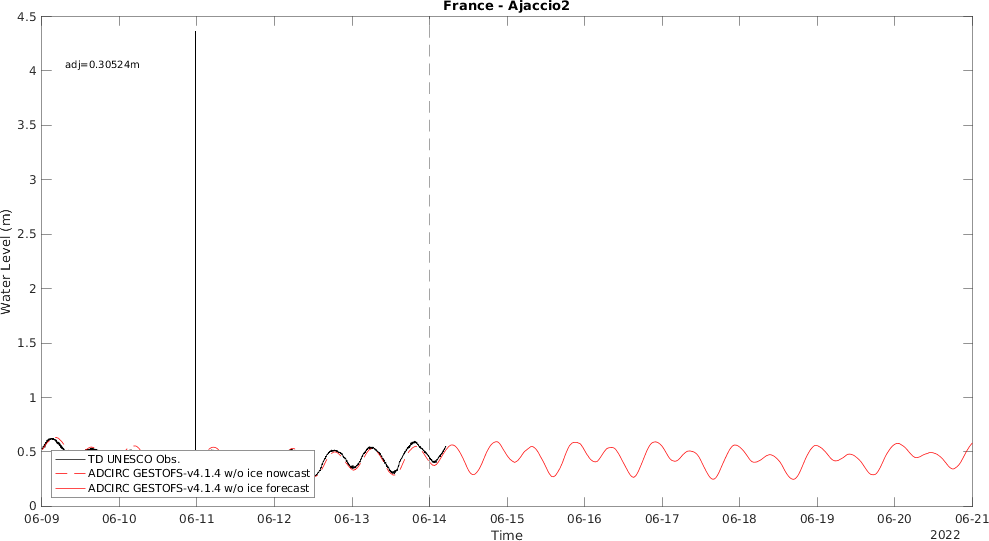 France - Ajaccio2
4.5
4
3.5
3
2.5
2
1.5
1
0.5
0
Water Level (m)
adj=0.30524m
TD UNESCO Obs.
ADCIRC GESTOFS-v4.1.4 w/o ice nowcast
ADCIRC GESTOFS-v4.1.4 w/o ice forecast
06-09 06-10 06-11 06-12 06-13 06-14 06-15 06-16 06-17 06-18 06-19 06-20 06-21
Time
2022